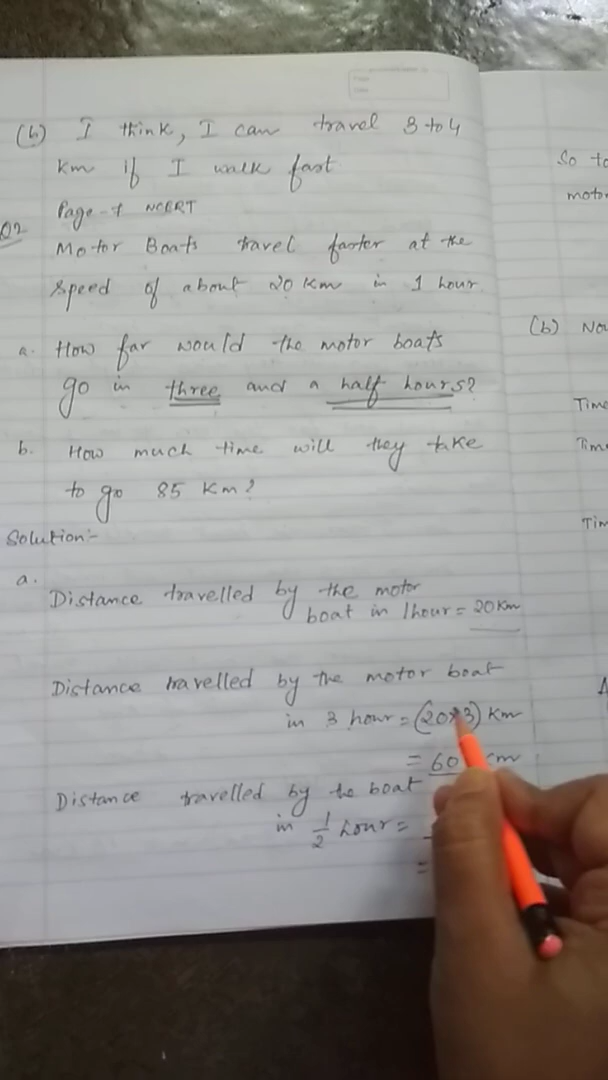 (b) I think, I can travel 3 to 4
km if I walk fast
Page-1 NCERT
Q2 Motor Boats travel faster at the
speed of about 20 Km in 1 hour.
a. How far would the motor boats
go in three and a half hours?
b. How much time will they take
to go 85 Km?
Solution:-
a.
Distance travelled by the motor
boat in 1 hour = 20 Km
Distance travelled by the motor boat
in 3 hour = (20×3) Km
= 60 Km
Distance travelled by the boat
in 1/2 hour =
=
So to
motor
(b) No
Time
Time
Tim